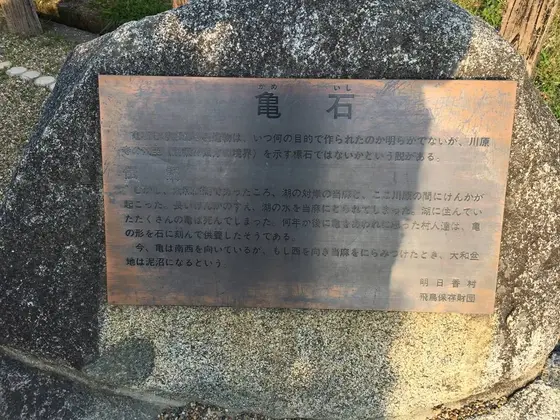 かめ いし
亀 石
は、いつ何の目的で作られたのか明らかでないが、川原
を示す標石ではないかという説がある。
ころ、湖の対岸の当麻と、ここ川原の間にけんかが
起こった。長いけんかのすえ、湖の水を当麻にとられてしまった。湖に住んでい
たたくさんの亀は死んでしまった。何年か後に亀をあわれに思った村人達は、亀
の形を石に刻んで供養したそうである。
今、亀は南西を向いているが、もし西を向き当麻をにらみつけたとき、大和盆
地は泥沼になるという。
明日香村
飛鳥保存財団